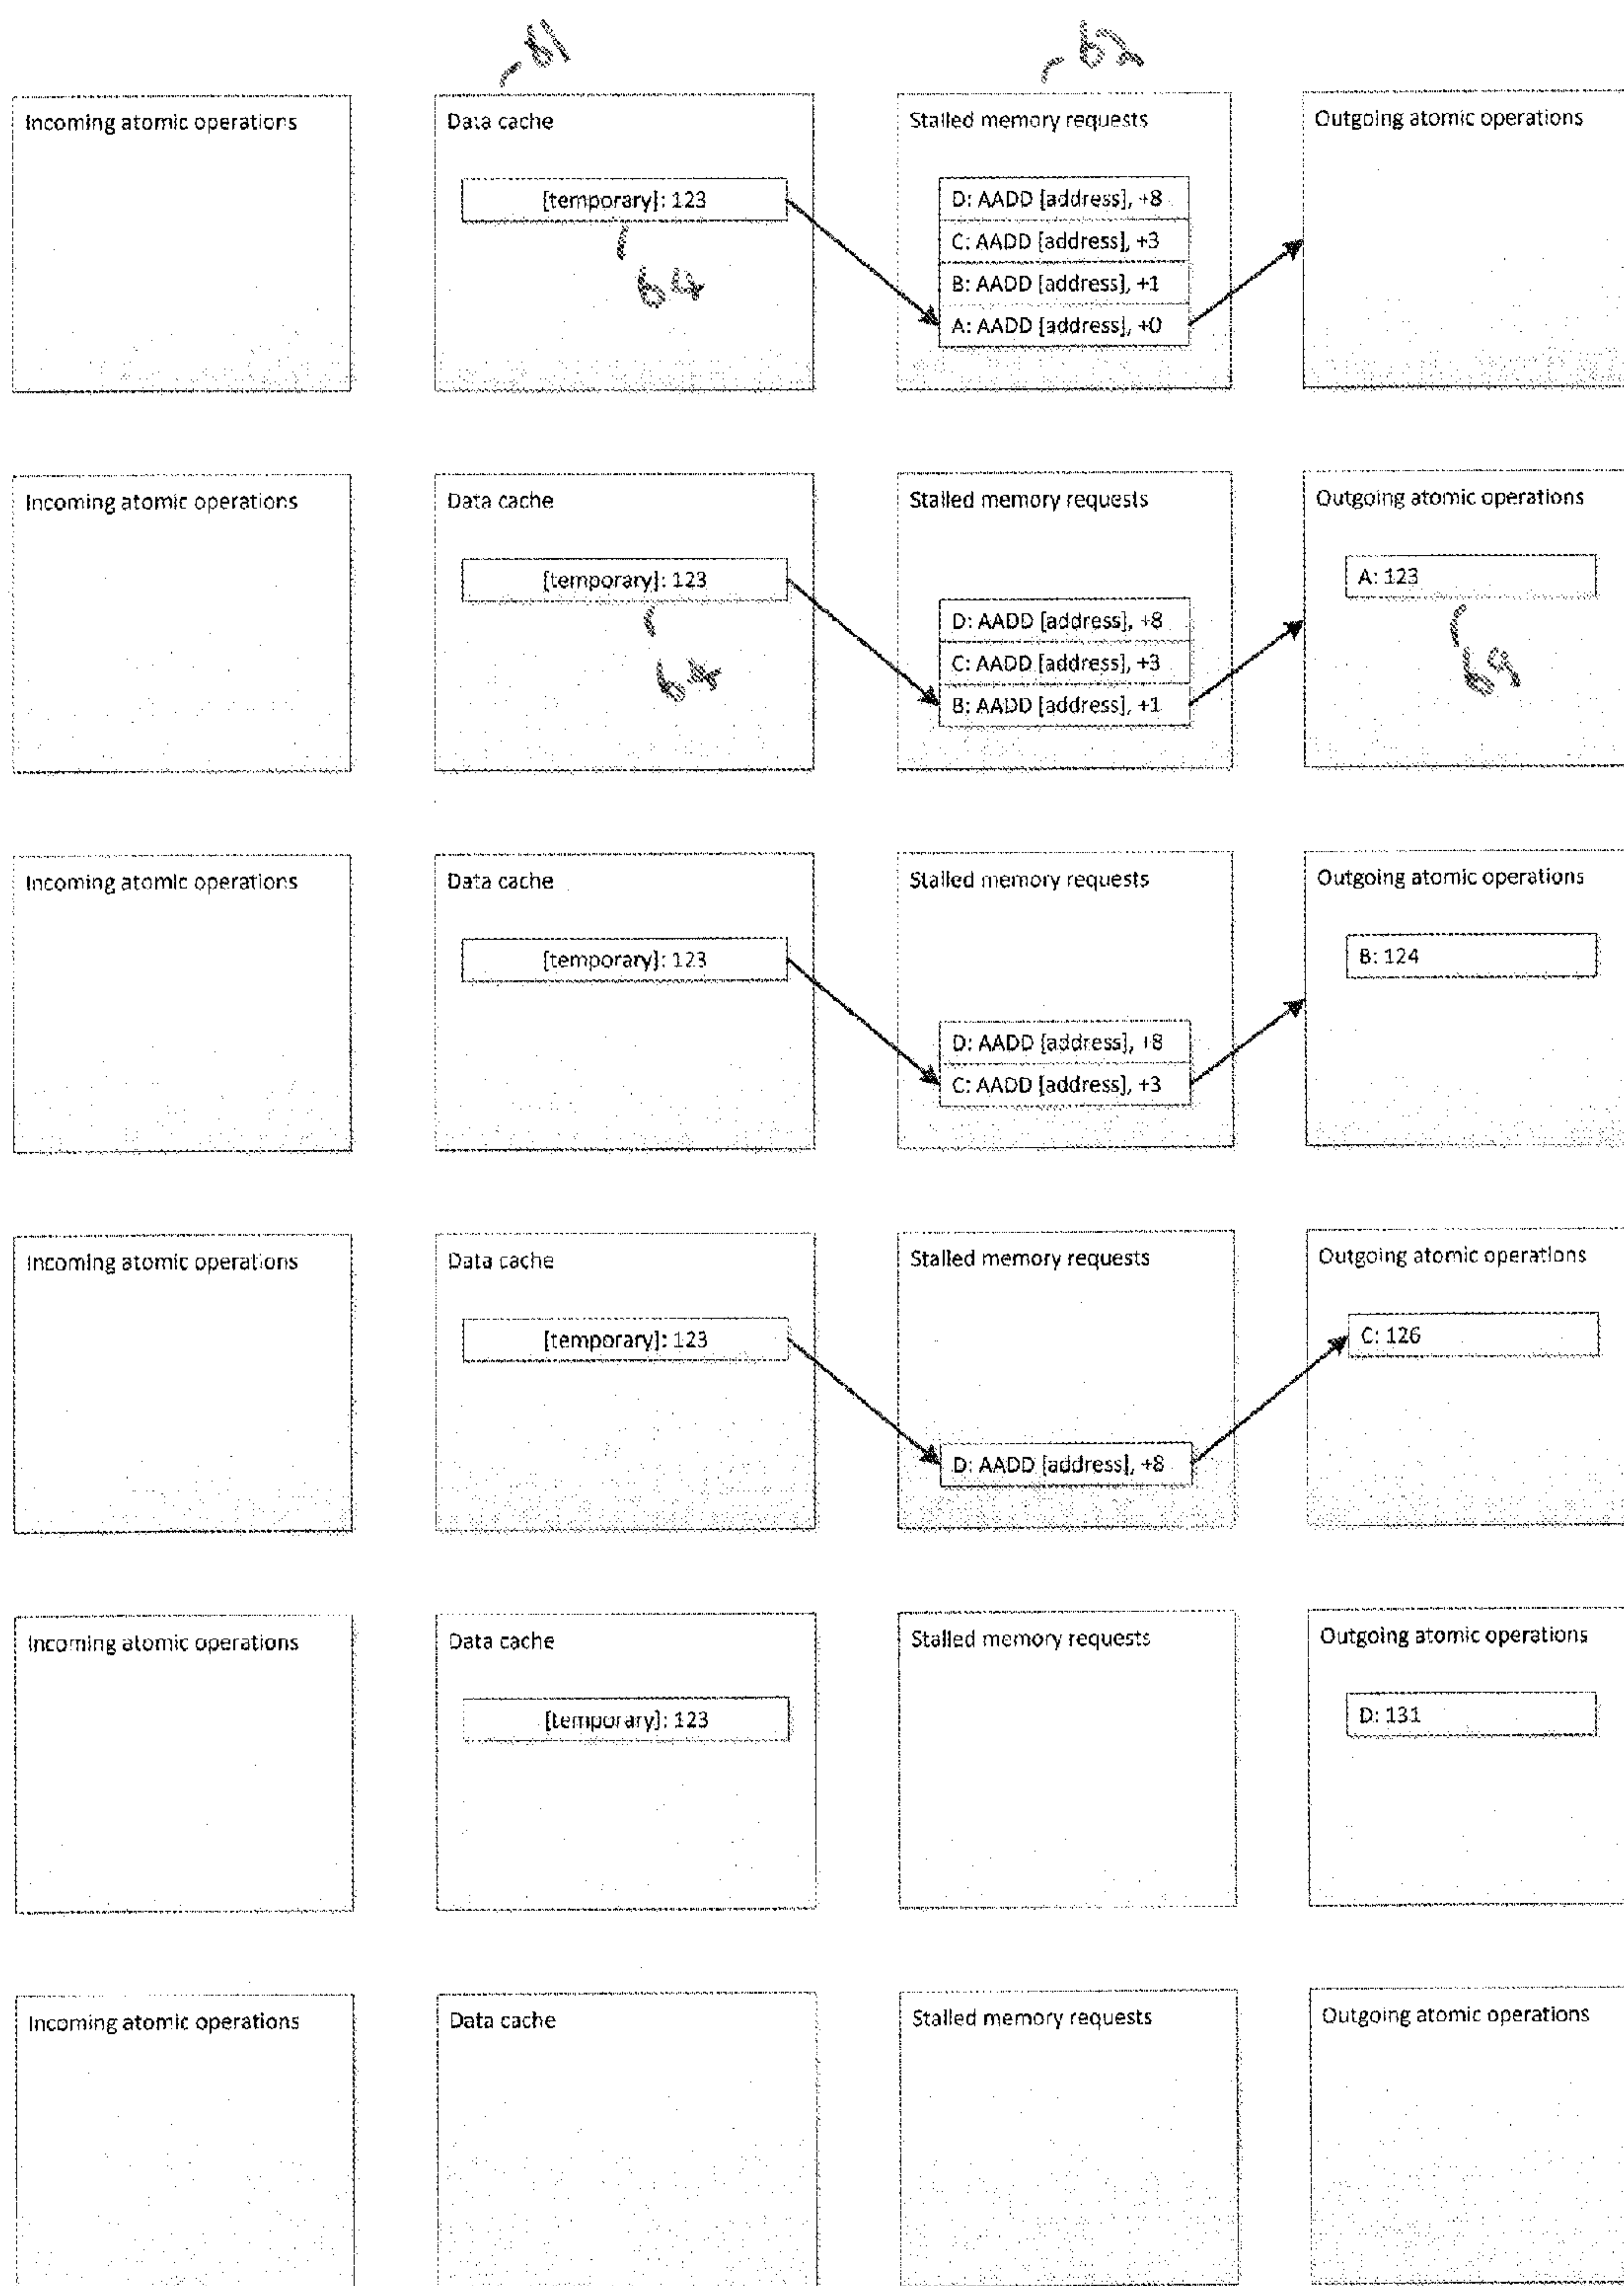 61 62
Incoming atomic operations Data cache Stalled memory requests Outgoing atomic operations
[temporary]: 123 D: AADD [address], +8
C: AADD [address], +3
64 B: AADD [address], +1
A: AADD [address], +0
Incoming atomic operations Data cache Stalled memory requests Outgoing atomic operations
[temporary]: 123 A: 123
D: AADD [address], +8
64 C: AADD [address], +3 69
B: AADD [address], +1
Incoming atomic operations Data cache Stalled memory requests Outgoing atomic operations
[temporary]: 123 B: 124
D: AADD [address], +8
C: AADD [address], +3
Incoming atomic operations Data cache Stalled memory requests Outgoing atomic operations
[temporary]: 123 C: 126
D: AADD [address], +8
Incoming atomic operations Data cache Stalled memory requests Outgoing atomic operations
[temporary]: 123 D: 131
Incoming atomic operations Data cache Stalled memory requests Outgoing atomic operations